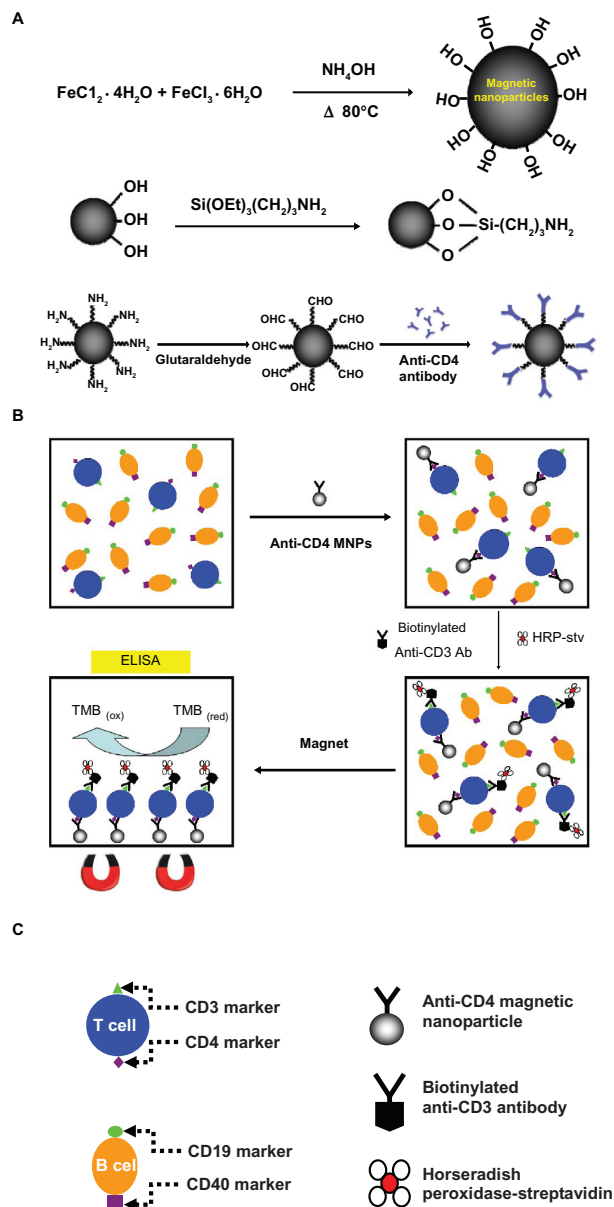 A
FeC1₂ · 4H₂O + FeCl₃ · 6H₂O
NH₄OH
Δ 80°C
HO
HO
OH
HO
OH
HO
OH
HO
OH
HO
OH
Magnetic
nanoparticles
OH
OH
OH
Si(OEt)₃(CH₂)₃NH₂
O
O
Si-(CH₂)₃NH₂
O
NH₂
H₂N
NH₂
H₂N
NH₂
H₂N
NH₂
NH₂
Glutaraldehyde
CHO
OHC
CHO
OHC
CHO
OHC
CHO
OHC
Anti-CD4
antibody
B
Anti-CD4 MNPs
Biotinylated
Anti-CD3 Ab
HRP-stv
ELISA
TMB (ox)
TMB (red)
Magnet
C
T cell
CD3 marker
CD4 marker
B cel
CD19 marker
CD40 marker
Anti-CD4 magnetic
nanoparticle
Biotinylated
anti-CD3 antibody
Horseradish
peroxidase-streptavidin